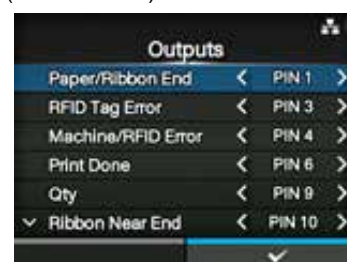 Outputs
Paper/Ribbon End < PIN 1 >
RFID Tag Error < PIN 3 >
Machine/RFID Error < PIN 4 >
Print Done < PIN 6 >
Qty < PIN 9 >
Ribbon Near End < PIN 10 >